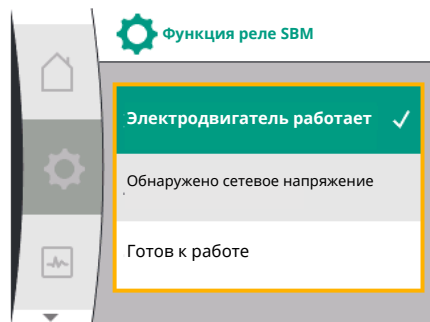 Функция реле SBM
Электродвигатель работает
Обнаружено сетевое напряжение
Готов к работе